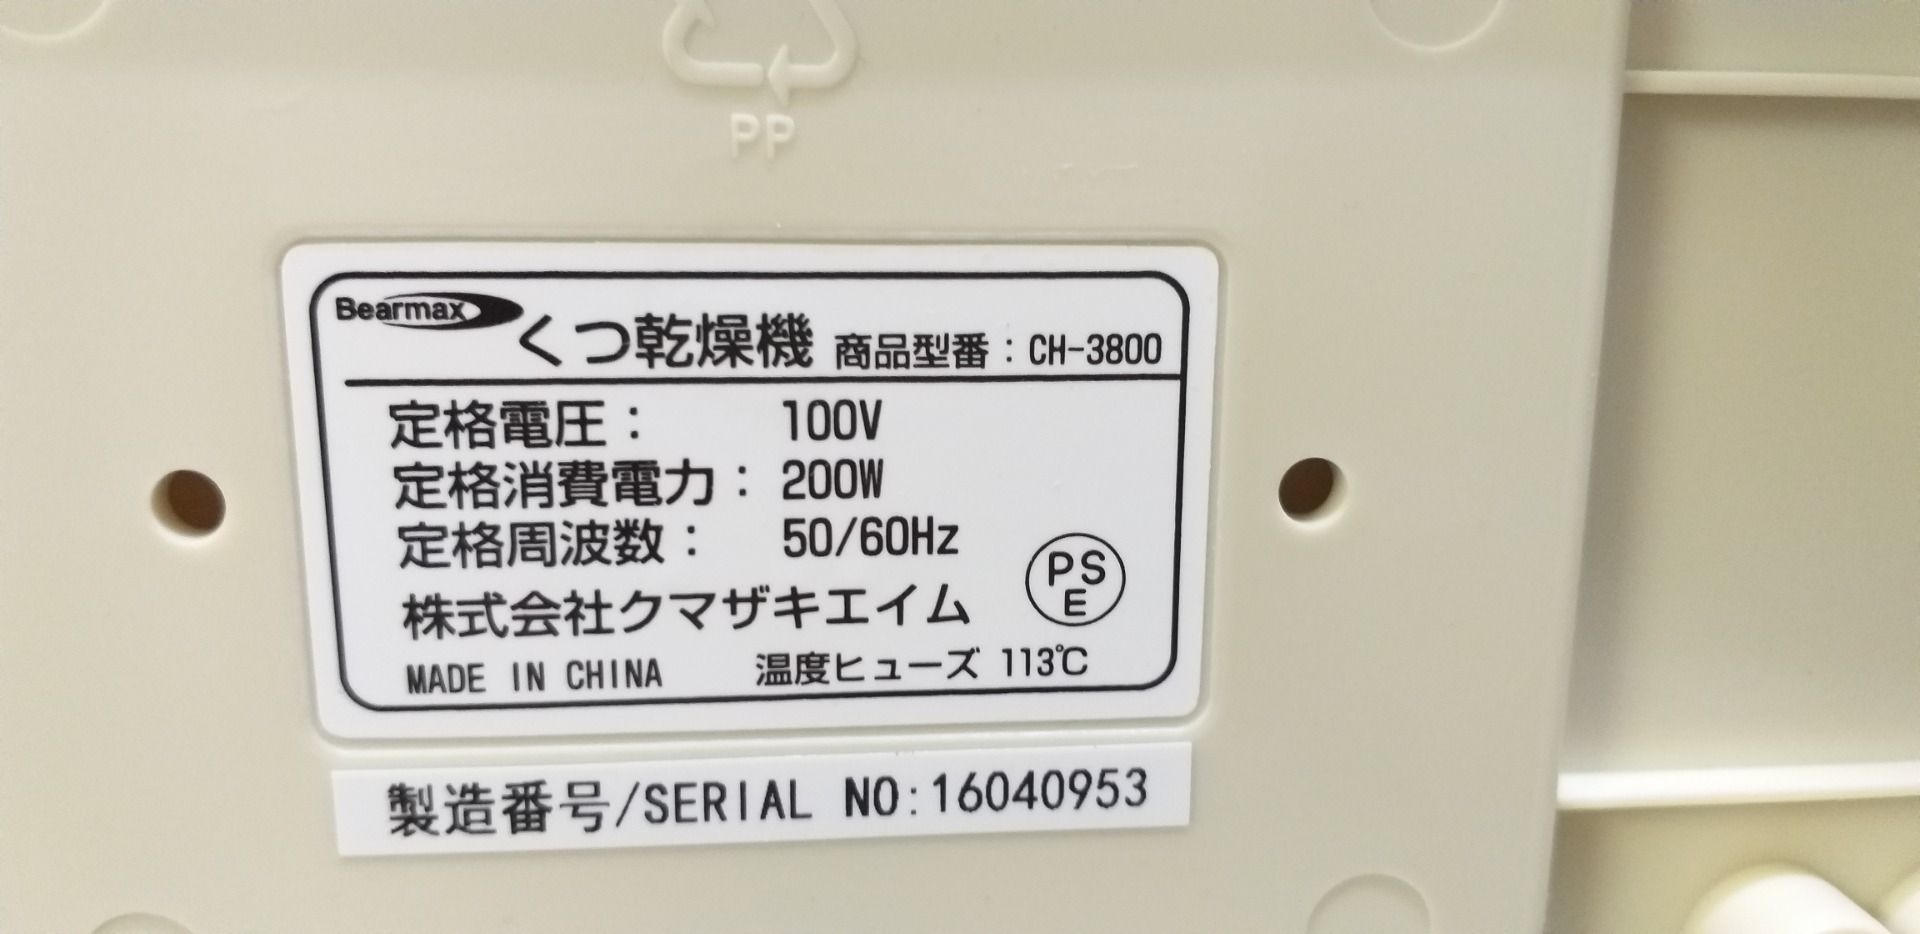 PP
Bearmax くつ乾燥機 商品型番：CH-3800
定格電圧： 100V
定格消費電力： 200W
定格周波数： 50/60Hz
株式会社クマザキエイム
PS
E
MADE IN CHINA 温度ヒューズ 113℃
製造番号/SERIAL NO:16040953